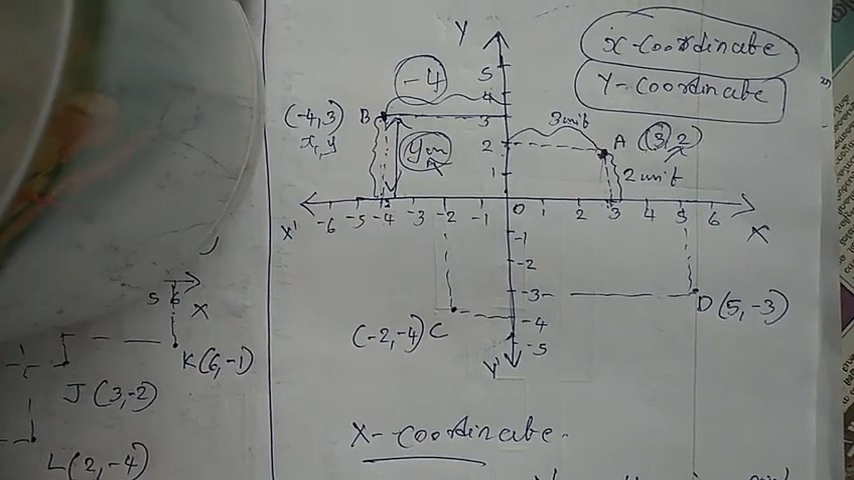 Y
x-coordinate
Y-coordinate
-4
5
4
3
2
1
(-4,3)
x,y
B
3 unit
A (3,2)
2 unit
X' -6 -5 -4 -3 -2 -1 0 1 2 3 4 5 6 X
-1
-2
-3
-4
-5
Y'
(-2,-4) C
D (5,-3)
5 6 X
K(6,-1)
J (3,-2)
L(2,-4)
X-coordinate.